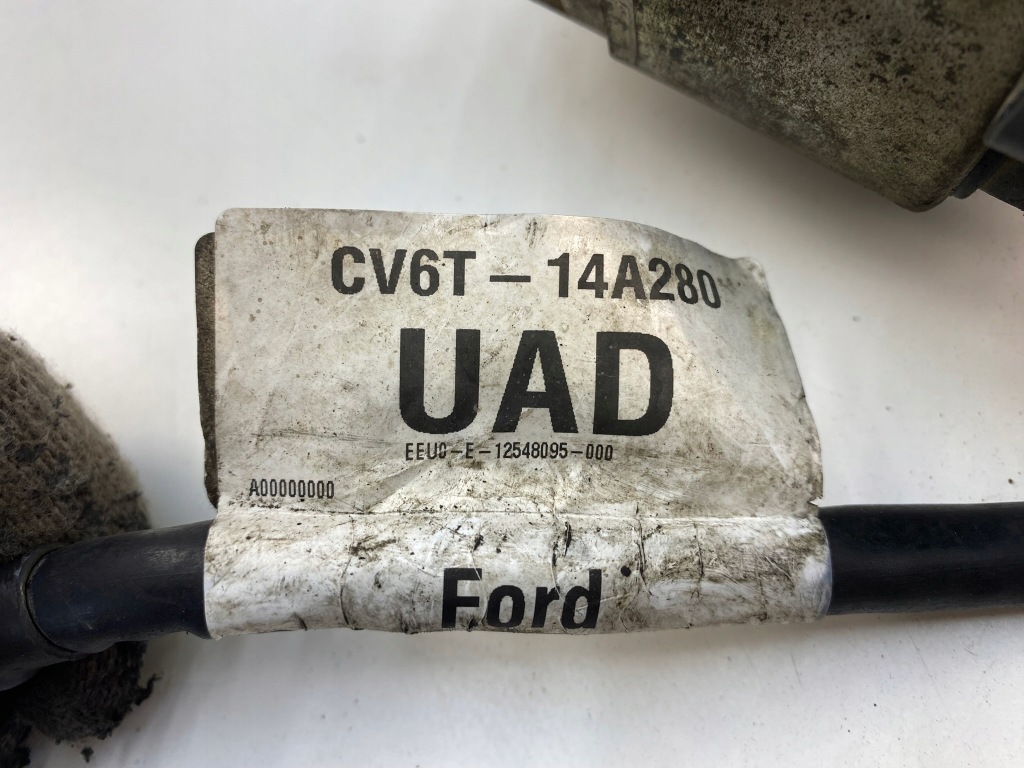 CV6T-14A280
UAD
EEU0-E-12548095-000
A00000000
Ford